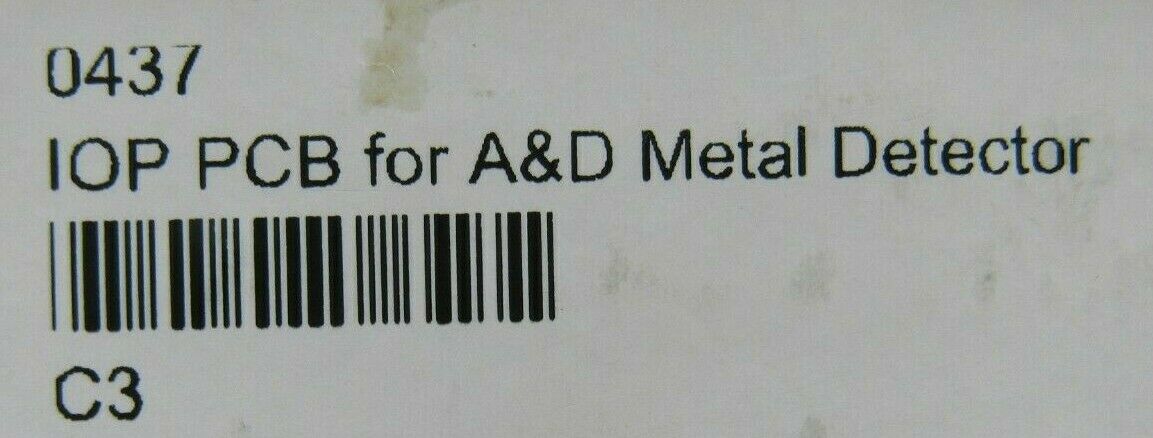 0437
IOP PCB for A&D Metal Detector
C3